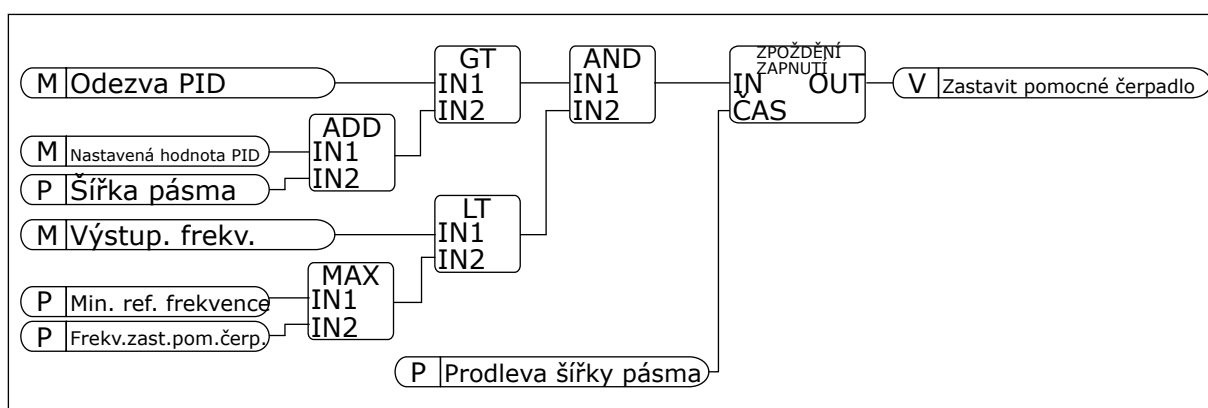 M Odezva PID
GT
IN1
IN2
AND
IN1
IN2
ZPOŽDĚNÍ
ZAPNUTÍ
IN OUT
ČAS
V Zastavit pomocné čerpadlo
M Nastavená hodnota PID
P Šířka pásma
ADD
IN1
IN2
M Výstup. frekv.
LT
IN1
IN2
P Min. ref. frekvence
P Frekv.zast.pom.čerp.
MAX
IN1
IN2
P Prodleva šířky pásma